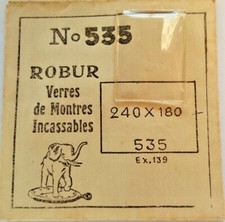 No 535
ROBUR
Verres
de Montres
Incassables
240 X 180
535
Ex.139